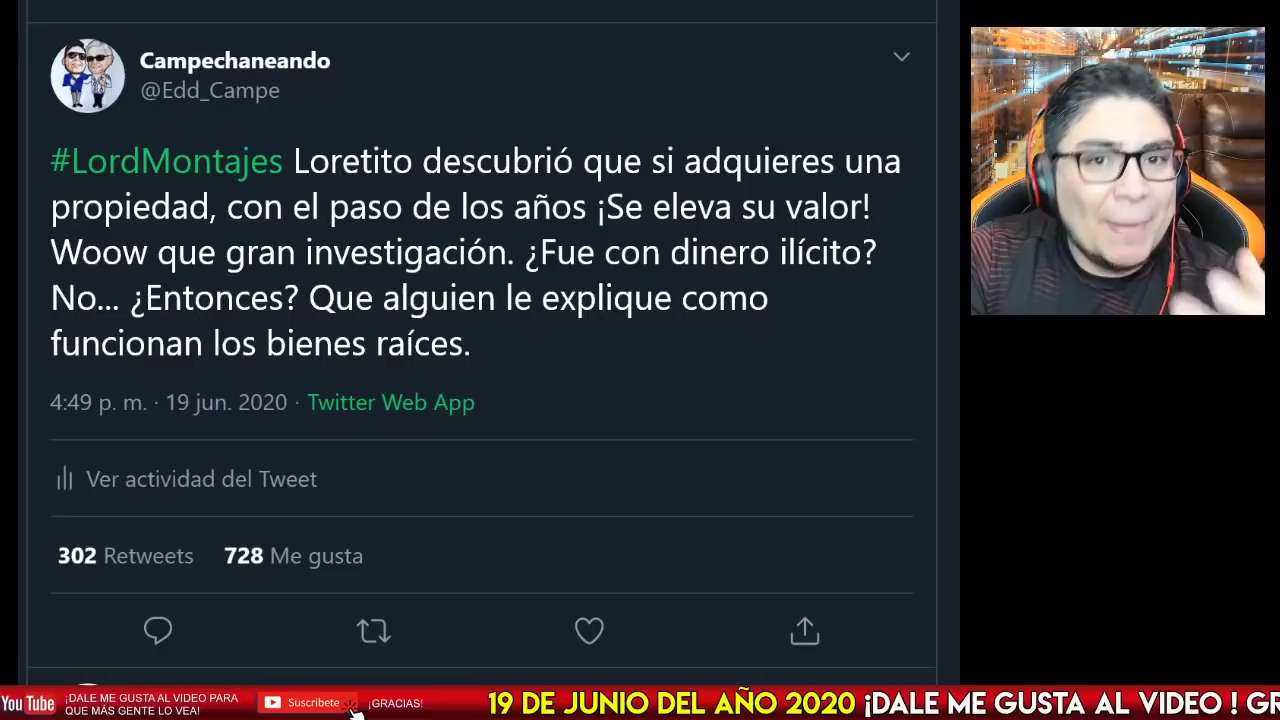 Campechaneando
@Edd_Campe
#LordMontajes Loretito descubrió que si adquieres una
propiedad, con el paso de los años ¡Se eleva su valor!
Woow que gran investigación. ¿Fue con dinero ilícito?
No... ¿Entonces? Que alguien le explique como
funcionan los bienes raíces.
4:49 p. m. · 19 jun. 2020 · Twitter Web App
Ver actividad del Tweet
302 Retweets 728 Me gusta
YouTube
¡DALE ME GUSTA AL VIDEO PARA
QUE MÁS GENTE LO VEA!
Suscríbete
¡GRACIAS!
19 DE JUNIO DEL AÑO 2020 ¡DALE ME GUSTA AL VIDEO ! GR